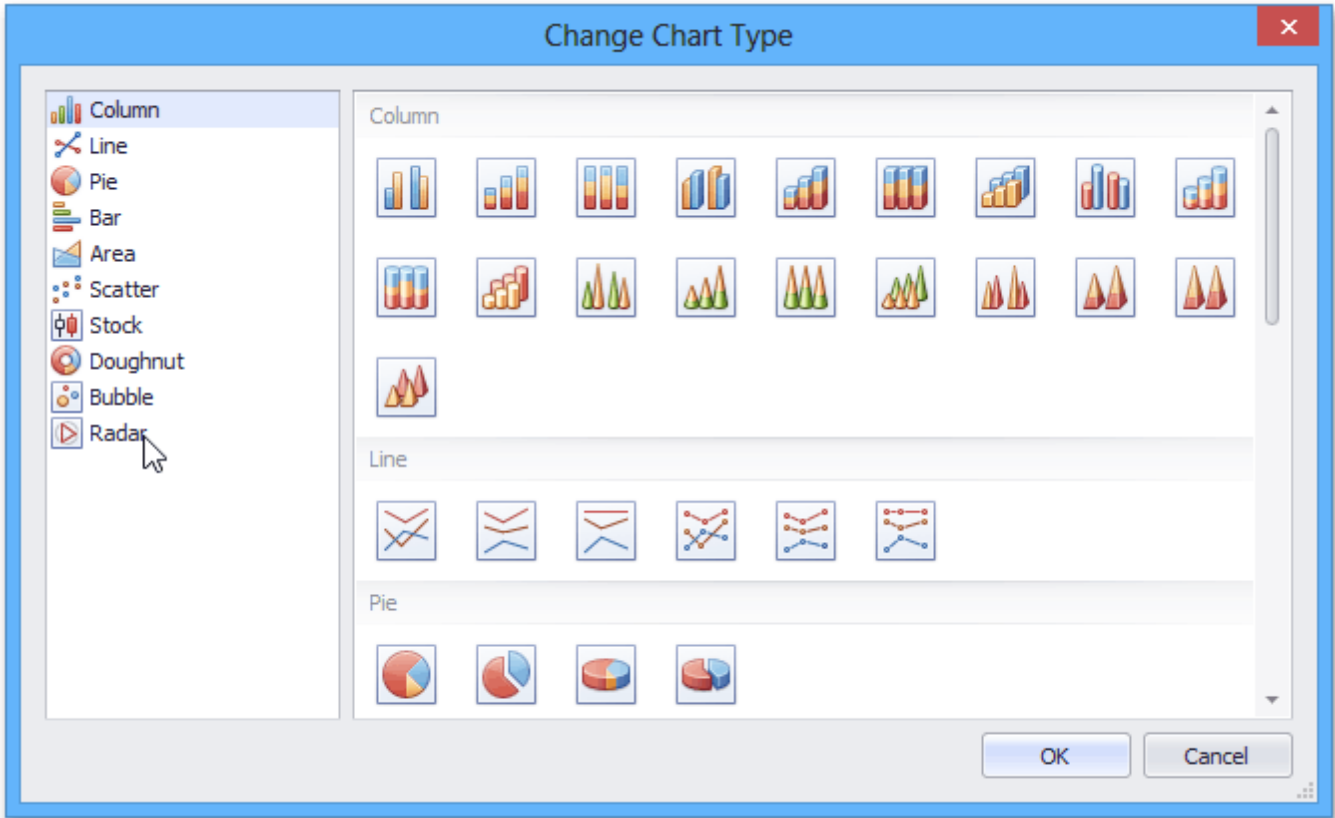 Change Chart Type
Column
Line
Pie
Bar
Area
Scatter
Stock
Doughnut
Bubble
Radar
Column
Line
Pie
OK
Cancel